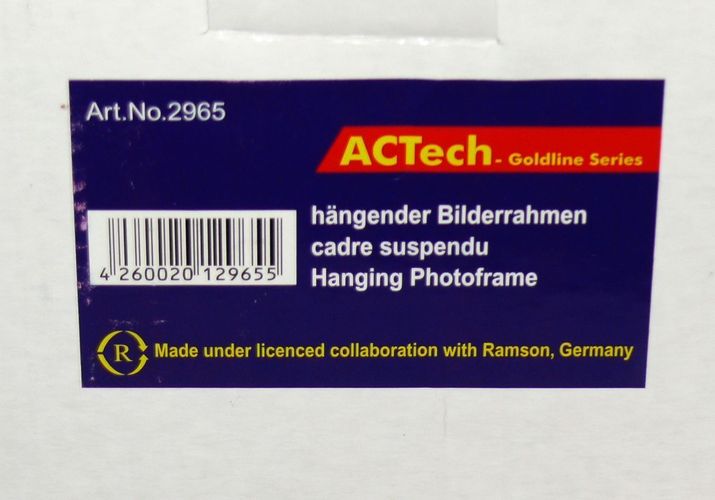 Art.No.2965
ACTech - Goldline Series
hängender Bilderrahmen
cadre suspendu
Hanging Photoframe
4 260020 129655
R Made under licenced collaboration with Ramson, Germany